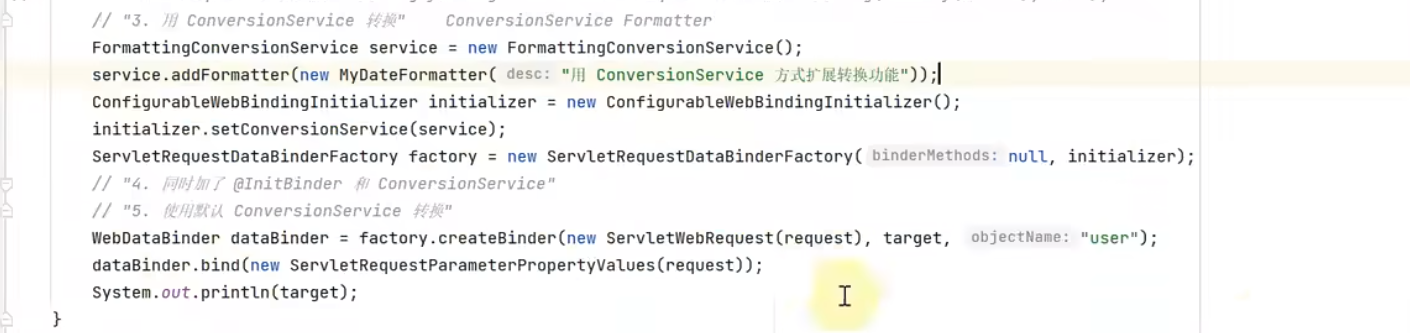 // "3. 用 ConversionService 转换" ConversionService Formatter
FormattingConversionService service = new FormattingConversionService();
service.addFormatter(new MyDateFormatter( desc: "用 ConversionService 方式扩展转换功能"));
ConfigurableWebBindingInitializer initializer = new ConfigurableWebBindingInitializer();
initializer.setConversionService(service);
ServletRequestDataBinderFactory factory = new ServletRequestDataBinderFactory( binderMethods: null, initializer);
// "4. 同时加了 @InitBinder 和 ConversionService"
// "5. 使用默认 ConversionService 转换"
WebDataBinder dataBinder = factory.createBinder(new ServletWebRequest(request), target, objectName: "user");
dataBinder.bind(new ServletRequestParameterPropertyValues(request));
System.out.println(target);
}